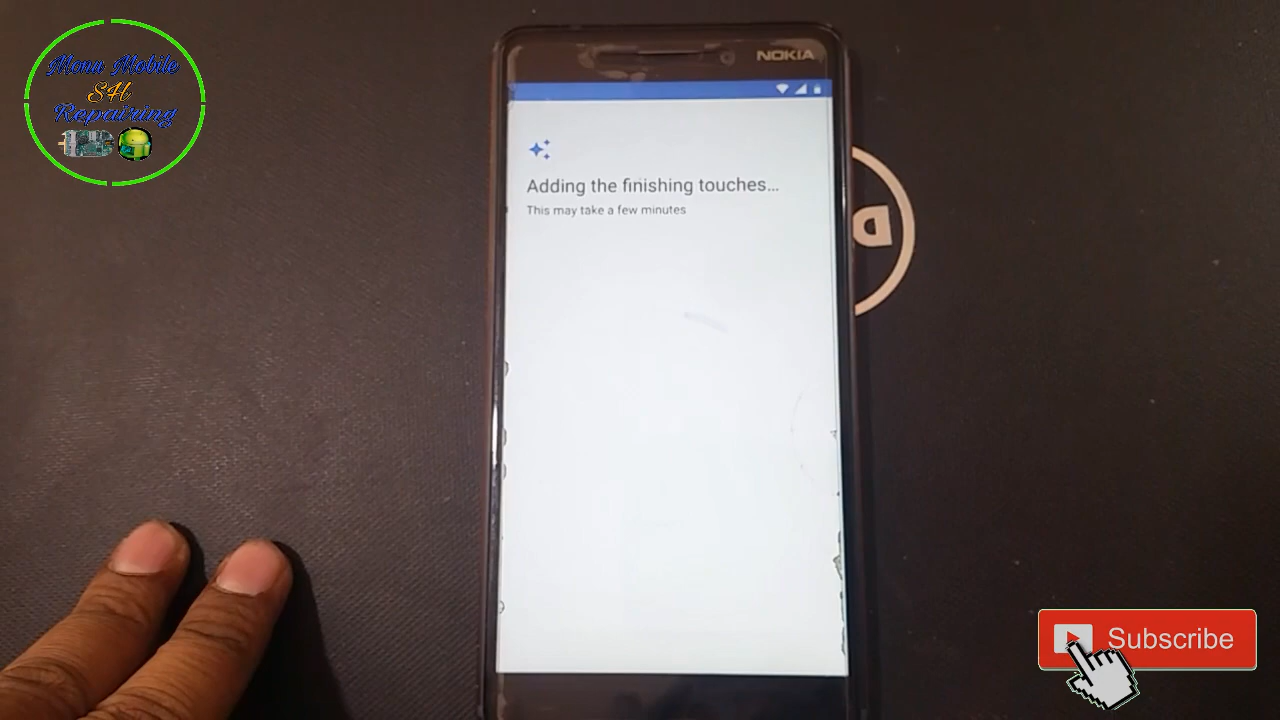 Mona Mobile
SH
Repairing
NOKIA
Adding the finishing touches...
This may take a few minutes
Subscribe